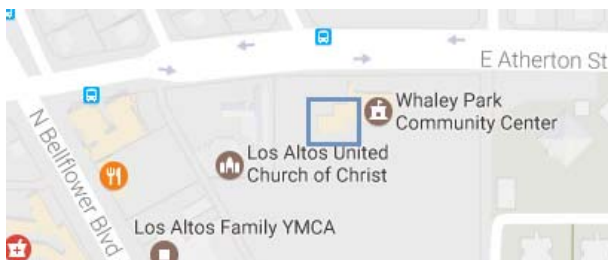 E Atherton St
Whaley Park
Community Center
N Bellflower Blvd
Los Altos United
Church of Christ
Los Altos Family YMCA